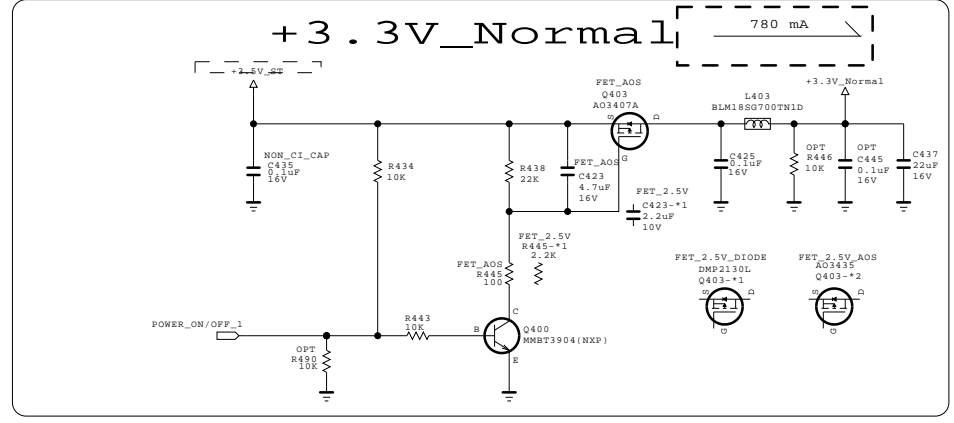 +3.3V_Normal
780 mA
+3.5V_ST
FET_AOS
Q403
AO3407A
S
D
G
L403
BLM18SG700TN1D
+3.3V_Normal
NON_CI_CAP
C435
0.1uF
16V
R434
10K
R438
22K
FET_AOS
C423
4.7uF
16V
C425
0.1uF
16V
OPT
R446
10K
OPT
C445
0.1uF
16V
C437
22uF
16V
FET_2.5V
C423-*1
2.2uF
10V
FET_2.5V
R445-*1
2.2K
FET_AOS
R445
100
FET_2.5V_DIODE
DMP2130L
Q403-*1
S
D
G
FET_2.5V_AOS
AO3435
Q403-*2
S
D
G
POWER_ON/OFF_1
R443
10K
B
C
E
Q400
MMBT3904(NXP)
OPT
R490
10K